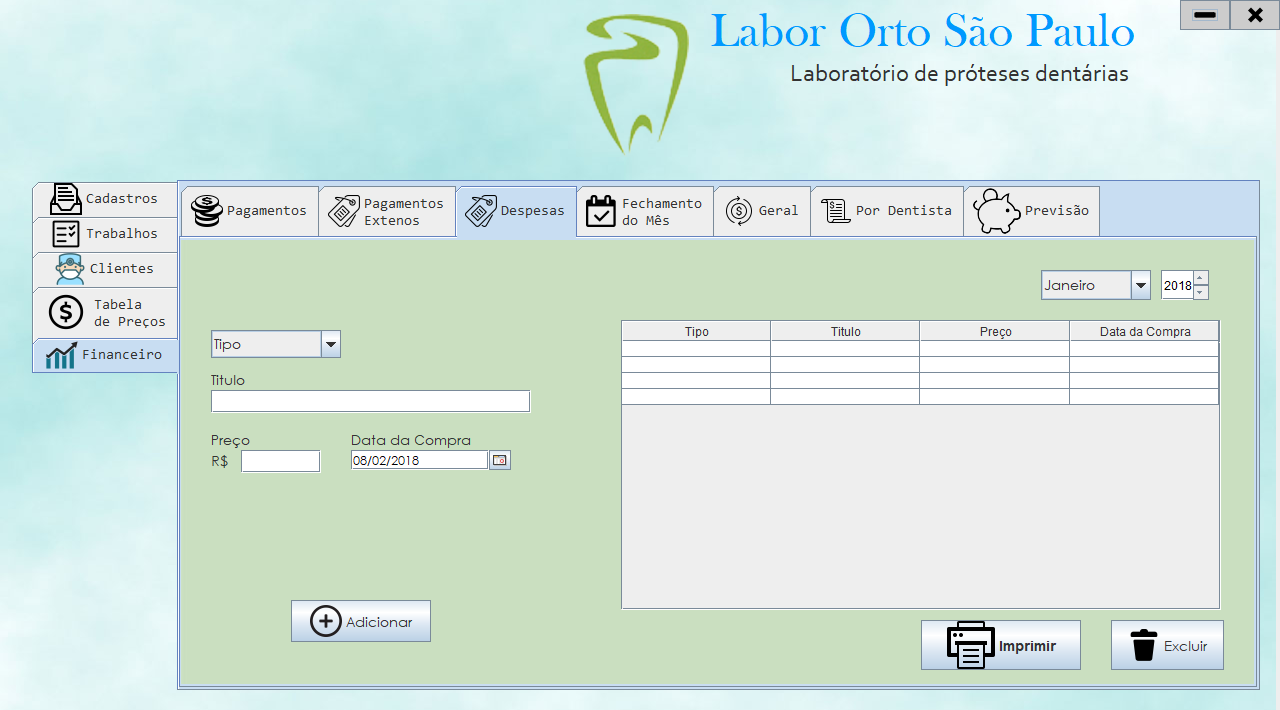 Labor Orto São Paulo
Laboratório de próteses dentárias
Cadastros
Trabalhos
Clientes
Tabela
de Preços
Financeiro
Pagamentos
Pagamentos
Extenos
Despesas
Fechamento
do Mês
Geral
Por Dentista
Previsão
Janeiro
2018
Tipo
Titulo
Preço
Data da Compra
R$
08/02/2018
Tipo
Titulo
Preço
Data da Compra
Adicionar
Imprimir
Excluir